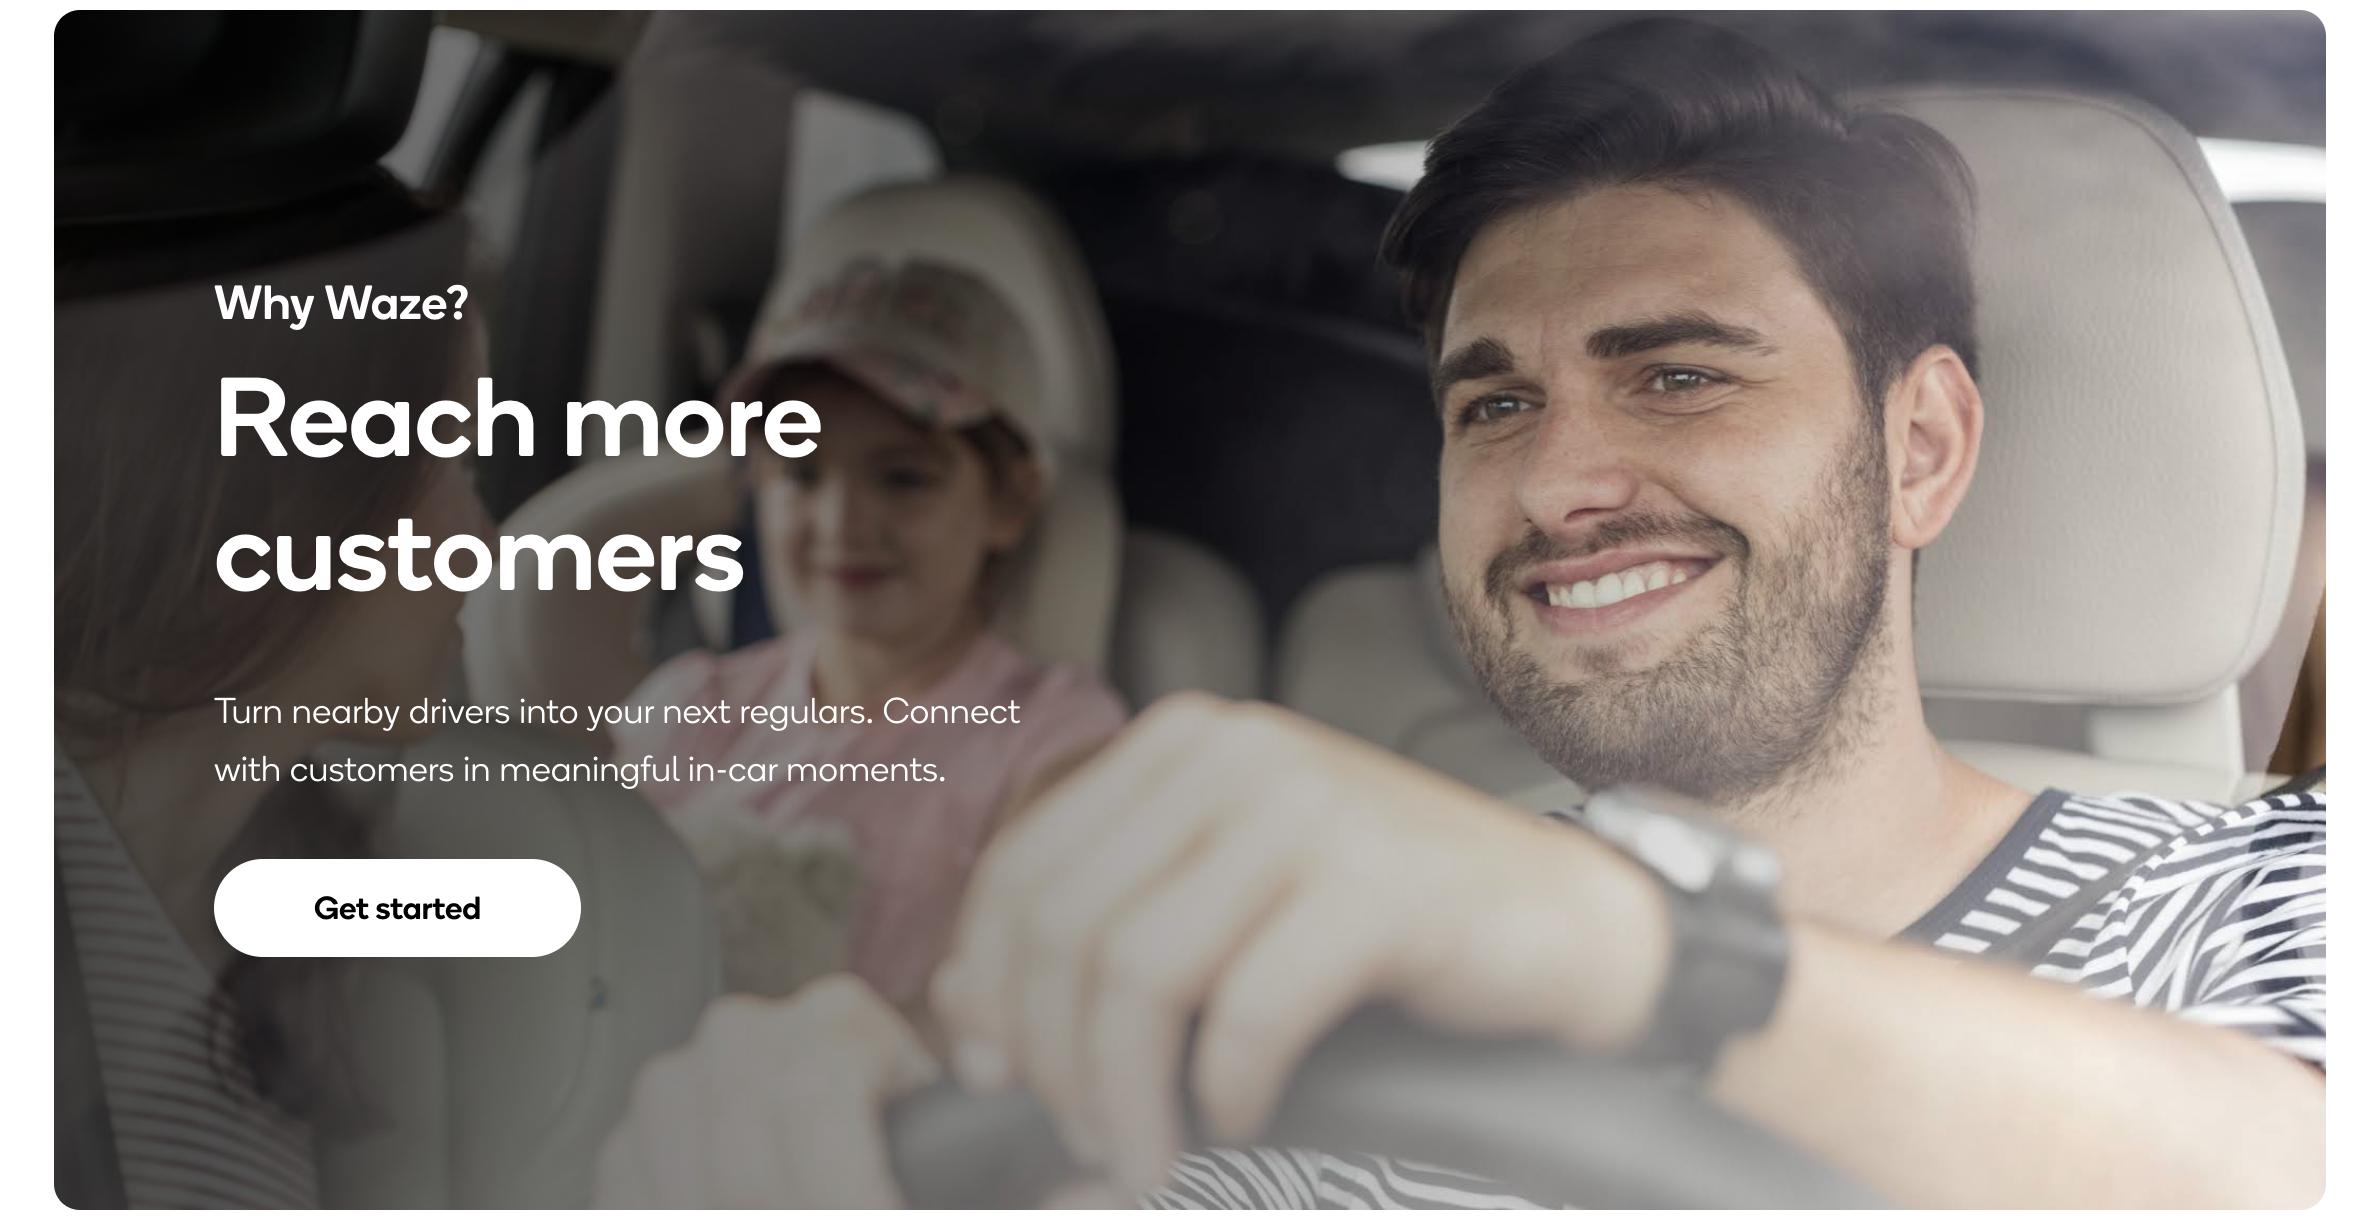 Why Waze?
Reach more
customers
Turn nearby drivers into your next regulars. Connect
with customers in meaningful in-car moments.
Get started